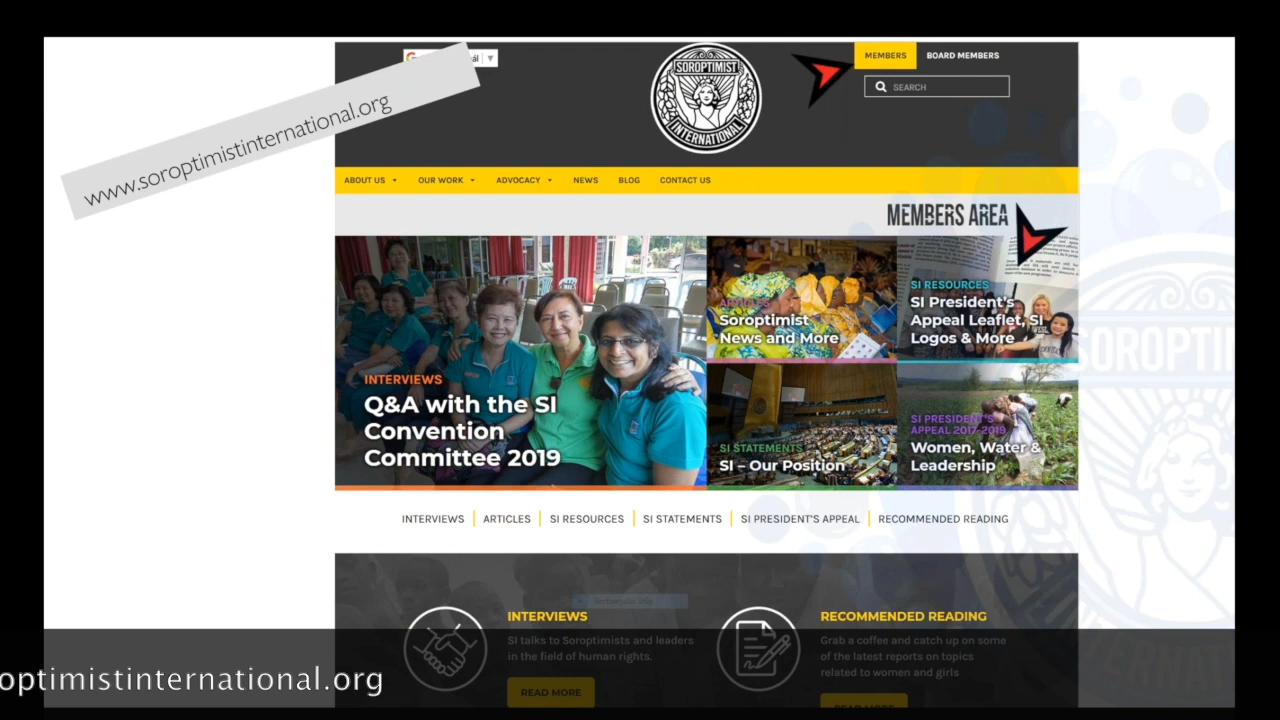 www.soroptimistinternational.org
SOROPTIMIST
INTERNATIONAL
MEMBERS
BOARD MEMBERS
SEARCH
ABOUT US
OUR WORK
ADVOCACY
NEWS
BLOG
CONTACT US
MEMBERS AREA
INTERVIEWS
Q&A with the SI
Convention
Committee 2019
ARTICLES
Soroptimist
News and More
SI RESOURCES
SI President's
Appeal Leaflet, SI
Logos & More
SI STATEMENTS
SI – Our Position
SI PRESIDENT'S
APPEAL 2017-2019
Women, Water &
Leadership
SOROPTI
INTERNA
INTERVIEWS
ARTICLES
SI RESOURCES
SI STATEMENTS
SI PRESIDENT'S APPEAL
RECOMMENDED READING
INTERVIEWS
SI talks to Soroptimists and leaders
in the field of human rights.
READ MORE
RECOMMENDED READING
Grab a coffee and catch up on some
of the latest reports on topics
related to women and girls
READ MORE
optimistinternational.org